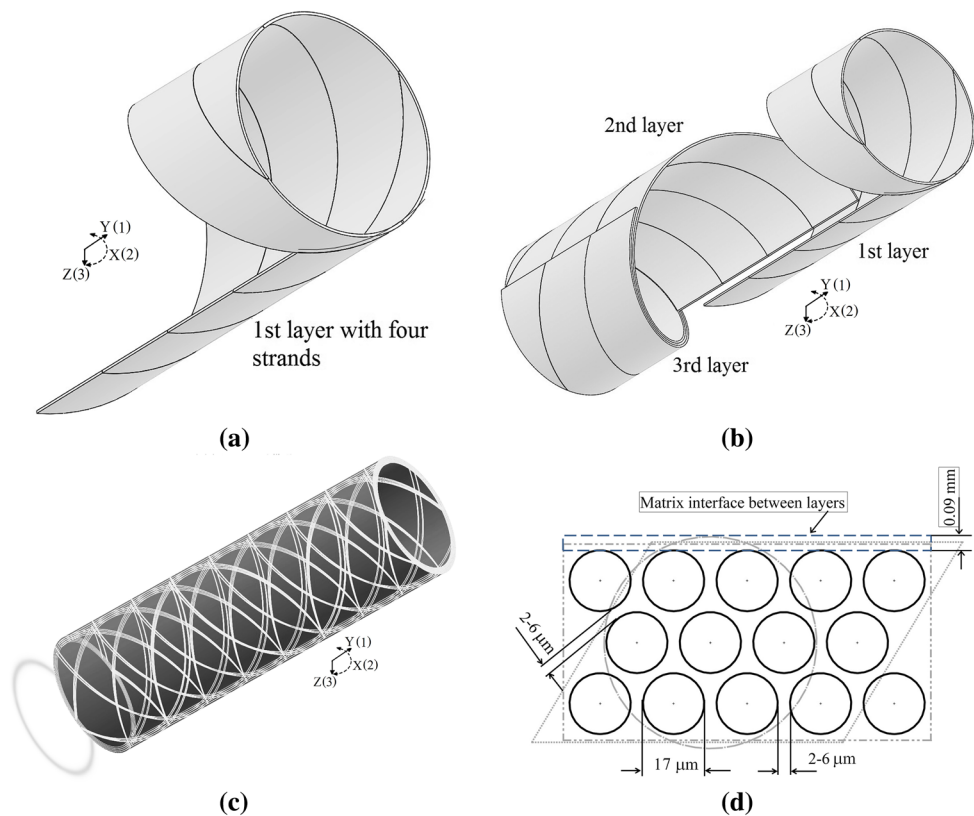 Y(1)
X(2)
Z(3)
1st layer with four
strands
(a)
2nd layer
1st layer
Y(1)
X(2)
Z(3)
3rd layer
(b)
Y(1)
X(2)
Z(3)
(c)
Matrix interface between layers
0.09 mm
2-6 μm
17 μm
2-6 μm
(d)